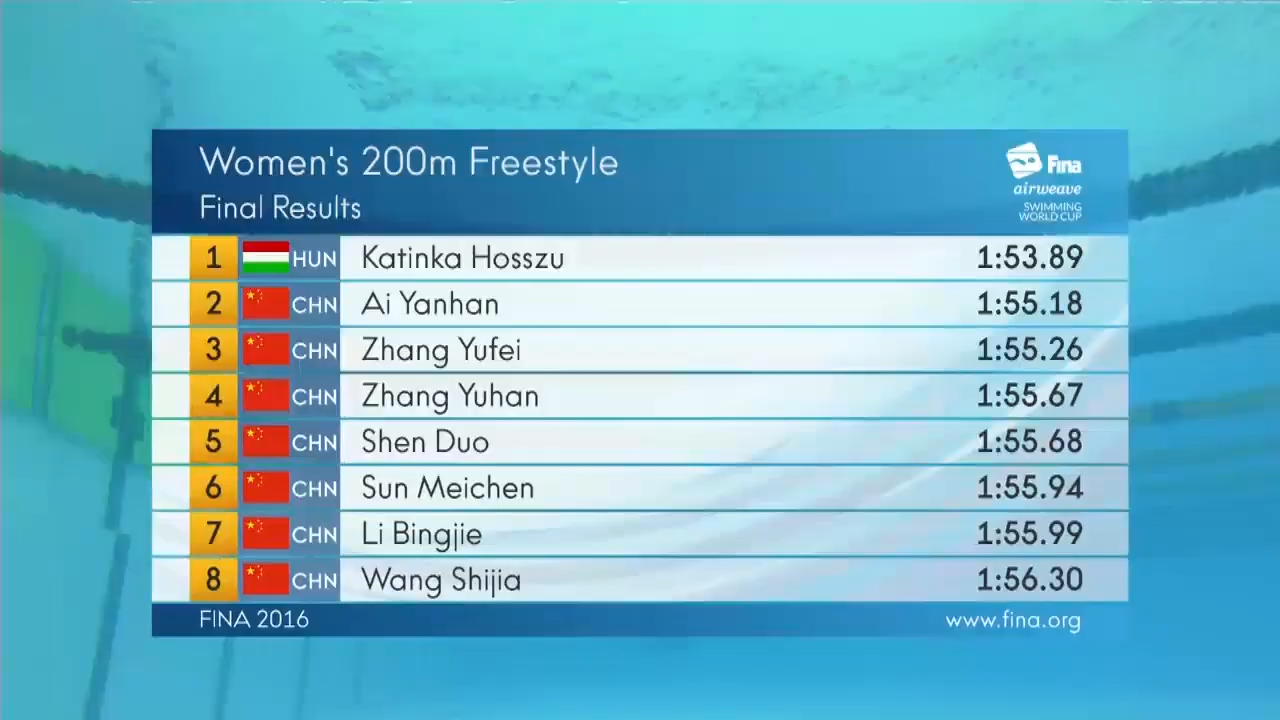 Women's 200m Freestyle
Final Results
Fina
airweave
SWIMMING
WORLD CUP
1 HUN Katinka Hosszu 1:53.89
2 CHN Ai Yanhan 1:55.18
3 CHN Zhang Yufei 1:55.26
4 CHN Zhang Yuhan 1:55.67
5 CHN Shen Duo 1:55.68
6 CHN Sun Meichen 1:55.94
7 CHN Li Bingjie 1:55.99
8 CHN Wang Shijia 1:56.30
FINA 2016 www.fina.org